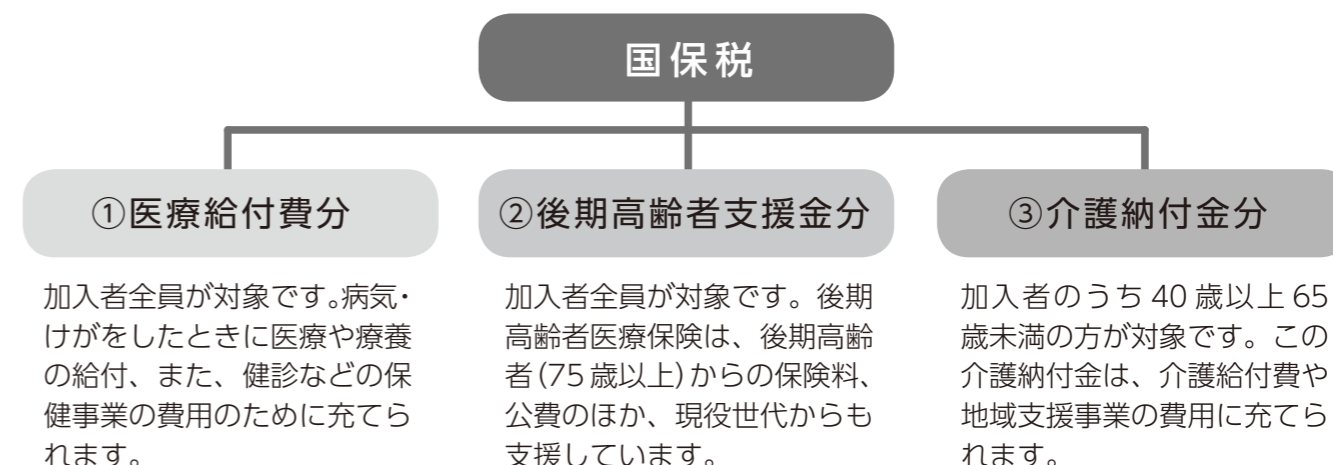 国保税
①医療給付費分
加入者全員が対象です。病気・
けがをしたときに医療や療養
の給付、また、健診などの保
健事業の費用のために充てら
れます。
②後期高齢者支援金分
加入者全員が対象です。後期
高齢者医療保険は、後期高齢
者(75歳以上)からの保険料、
公費のほか、現役世代からも
支援しています。
③介護納付金分
加入者のうち 40 歳以上 65
歳未満の方が対象です。この
介護納付金は、介護給付費や
地域支援事業の費用に充てら
れます。